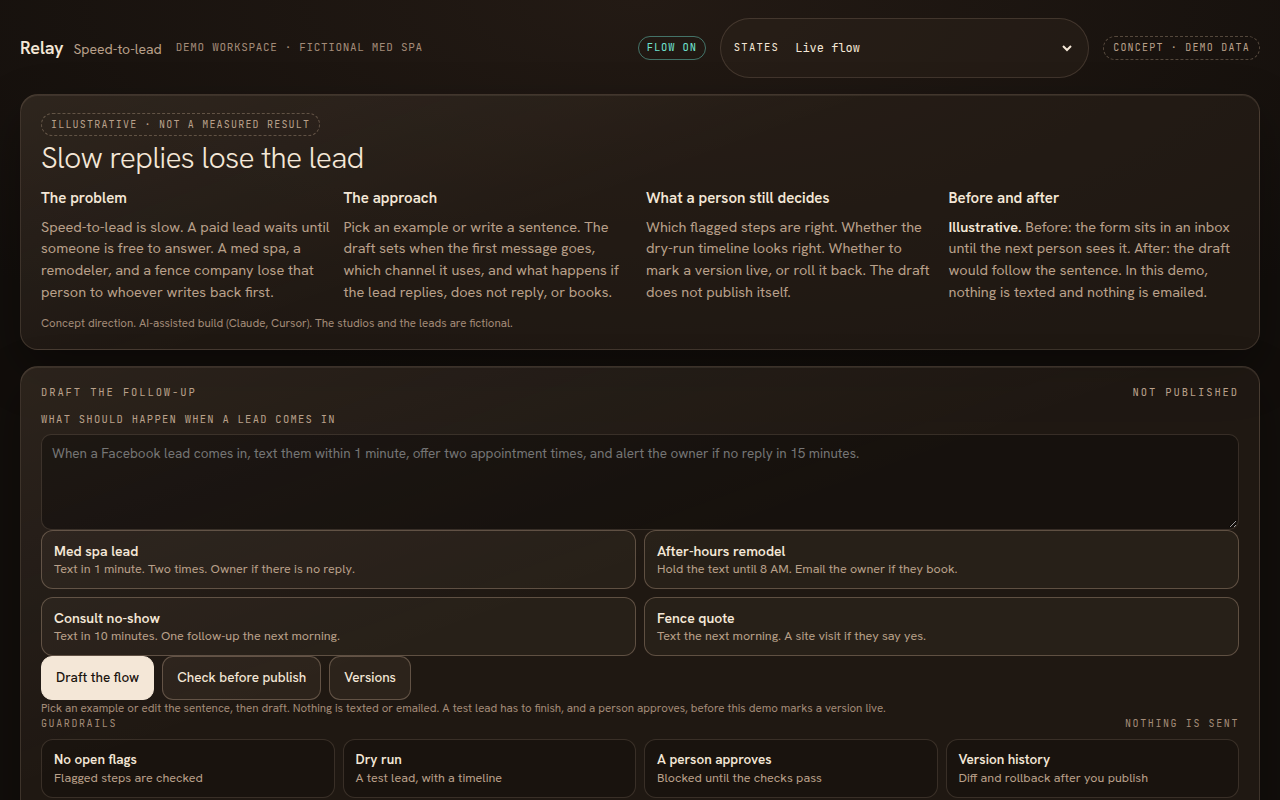 Relay Speed-to-lead DEMO WORKSPACE · FICTIONAL MED SPA FLOW ON STATES Live flow CONCEPT · DEMO DATA
ILLUSTRATIVE · NOT A MEASURED RESULT
Slow replies lose the lead
The problem
Speed-to-lead is slow. A paid lead waits until
someone is free to answer. A med spa, a
remodeler, and a fence company lose that
person to whoever writes back first.
The approach
Pick an example or write a sentence. The
draft sets when the first message goes,
which channel it uses, and what happens if
the lead replies, does not reply, or books.
What a person still decides
Which flagged steps are right. Whether the
dry-run timeline looks right. Whether to
mark a version live, or roll it back. The draft
does not publish itself.
Before and after
Illustrative. Before: the form sits in an inbox
until the next person sees it. After: the draft
would follow the sentence. In this demo,
nothing is texted and nothing is emailed.
Concept direction. AI-assisted build (Claude, Cursor). The studios and the leads are fictional.
DRAFT THE FOLLOW-UP NOT PUBLISHED
WHAT SHOULD HAPPEN WHEN A LEAD COMES IN
When a Facebook lead comes in, text them within 1 minute, offer two appointment times, and alert the owner if no reply in 15 minutes.
Med spa lead
Text in 1 minute. Two times. Owner if there is no reply.
After-hours remodel
Hold the text until 8 AM. Email the owner if they book.
Consult no-show
Text in 10 minutes. One follow-up the next morning.
Fence quote
Text the next morning. A site visit if they say yes.
Draft the flow Check before publish Versions
Pick an example or edit the sentence, then draft. Nothing is texted or emailed. A test lead has to finish, and a person approves, before this demo marks a version live.
GUARDRAILS NOTHING IS SENT
No open flags
Flagged steps are checked
Dry run
A test lead, with a timeline
A person approves
Blocked until the checks pass
Version history
Diff and rollback after you publish